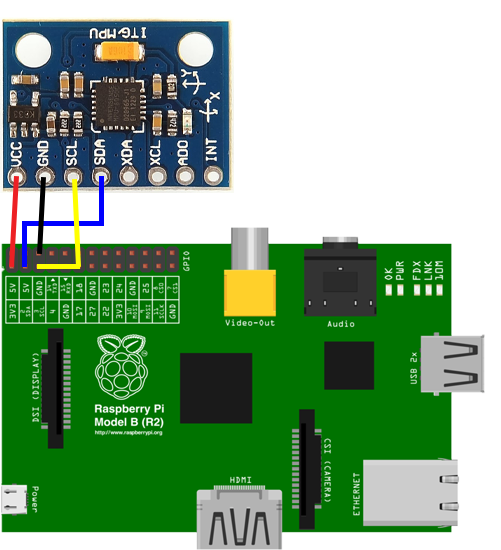 ITG-MPU
VCC
GND
SCL
SDA
XDA
XCL
ADO
INT
Y
X
GPIO
5V 5V GND 14 15 18 GND 23 24 GND 25 8 7
3V3 2 3 4 GND 17 27 22 3V3 10 9 11 GND
OK
PWR
FDX
LNK
10M
Video-Out
Audio
USB 2x
DSI (DISPLAY)
Raspberry Pi
Model B (R2)
http://www.raspberrypi.org
CSI (CAMERA)
HDMI
ETHERNET
Power